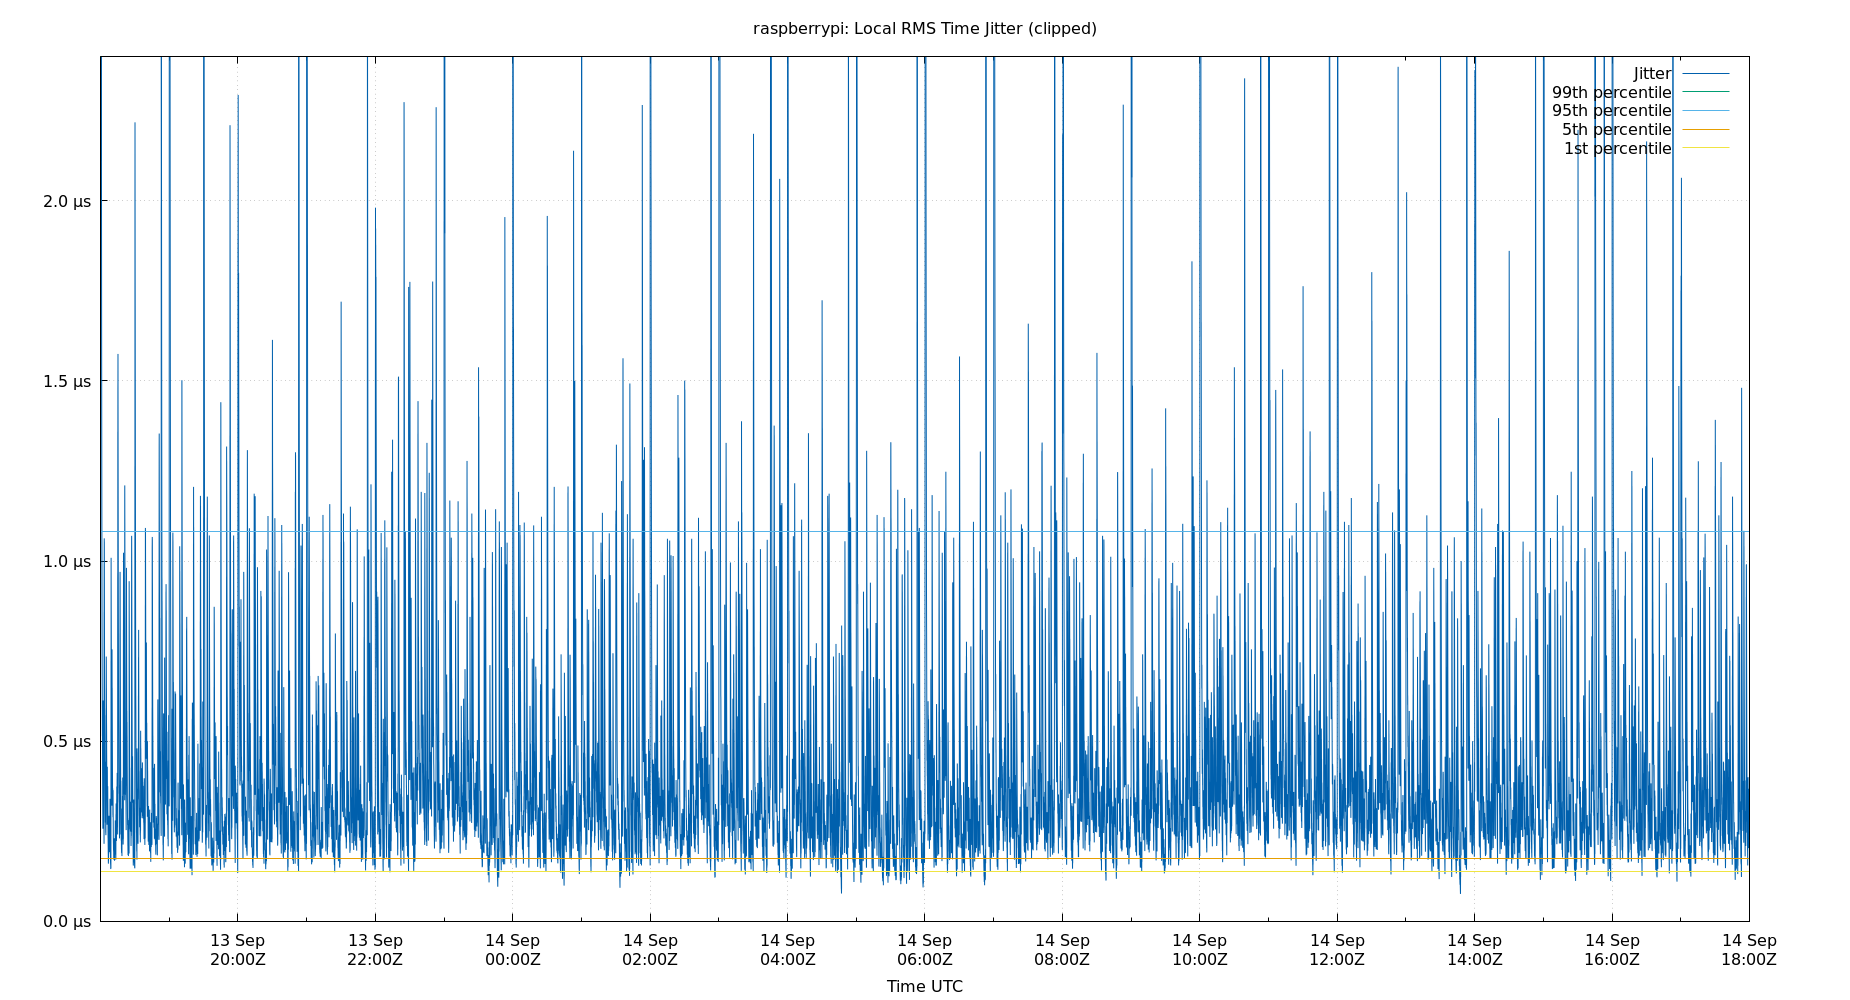 raspberrypi: Local RMS Time Jitter (clipped)
Jitter
99th percentile
95th percentile
5th percentile
1st percentile
2.0 µs
1.5 µs
1.0 µs
0.5 µs
0.0 µs
13 Sep 13 Sep 14 Sep 14 Sep 14 Sep 14 Sep 14 Sep 14 Sep 14 Sep 14 Sep 14 Sep 14 Sep
20:00Z 22:00Z 00:00Z 02:00Z 04:00Z 06:00Z 08:00Z 10:00Z 12:00Z 14:00Z 16:00Z 18:00Z
Time UTC